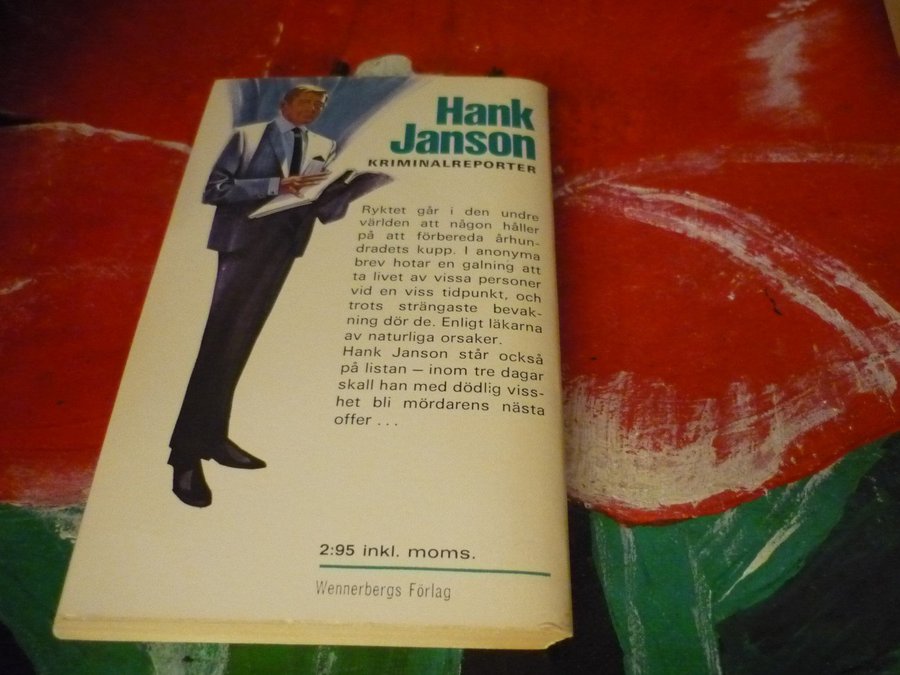 Hank
Janson
KRIMINALREPORTER
Ryktet går i den undre
världen att någon håller
på att förbereda århun-
dradets kupp. I anonyma
brev hotar en galning att
ta livet av vissa personer
vid en viss tidpunkt, och
trots strängaste bevak-
ning dör de. Enligt läkarna
av naturliga orsaker.
Hank Janson står också
på listan – inom tre dagar
skall han med dödlig viss-
het bli mördarens nästa
offer ...
2:95 inkl. moms.
Wennerbergs Förlag